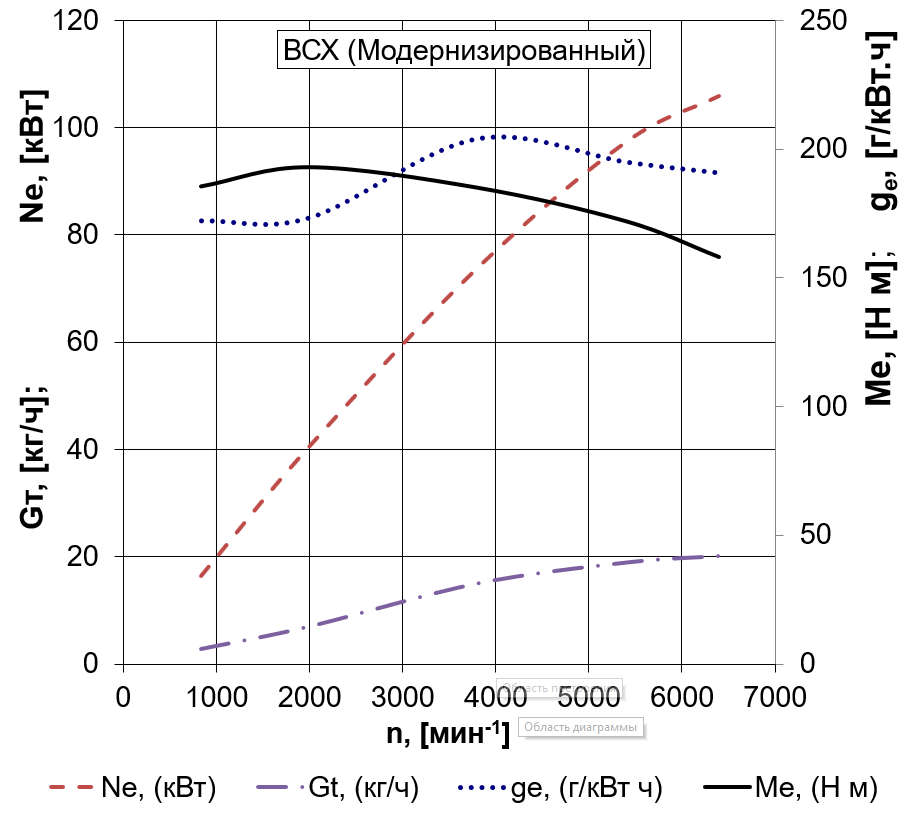 ВСХ (Модернизированный)
120
100
80
60
40
20
0
Ne, [кВт]
Gт, [кг/ч];
250
200
150
100
50
0
ge, [г/кВт.ч]
Me, [Н м];
0 1000 2000 3000 4000 5000 6000 7000
Область построения
n, [мин-1]
Область диаграммы
Ne, (кВт) Gt, (кг/ч) ge, (г/кВт ч) Me, (Н м)